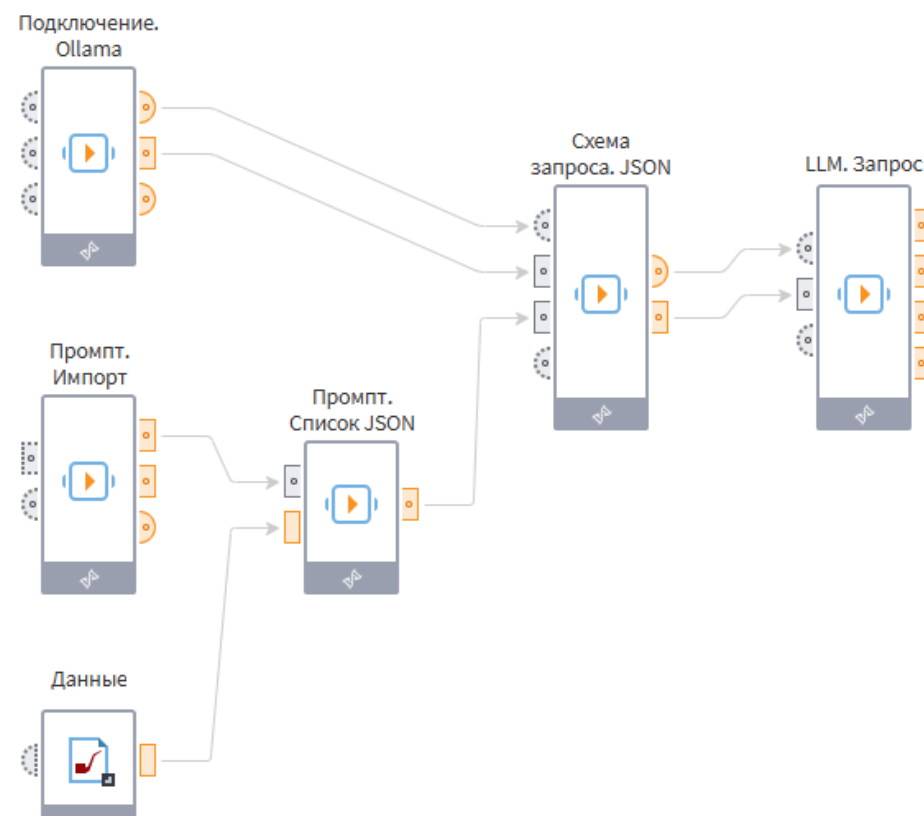 Подключение.
Ollama
Схема
запроса. JSON
LLM. Запрос
Промпт.
Импорт
Промпт.
Список JSON
Данные